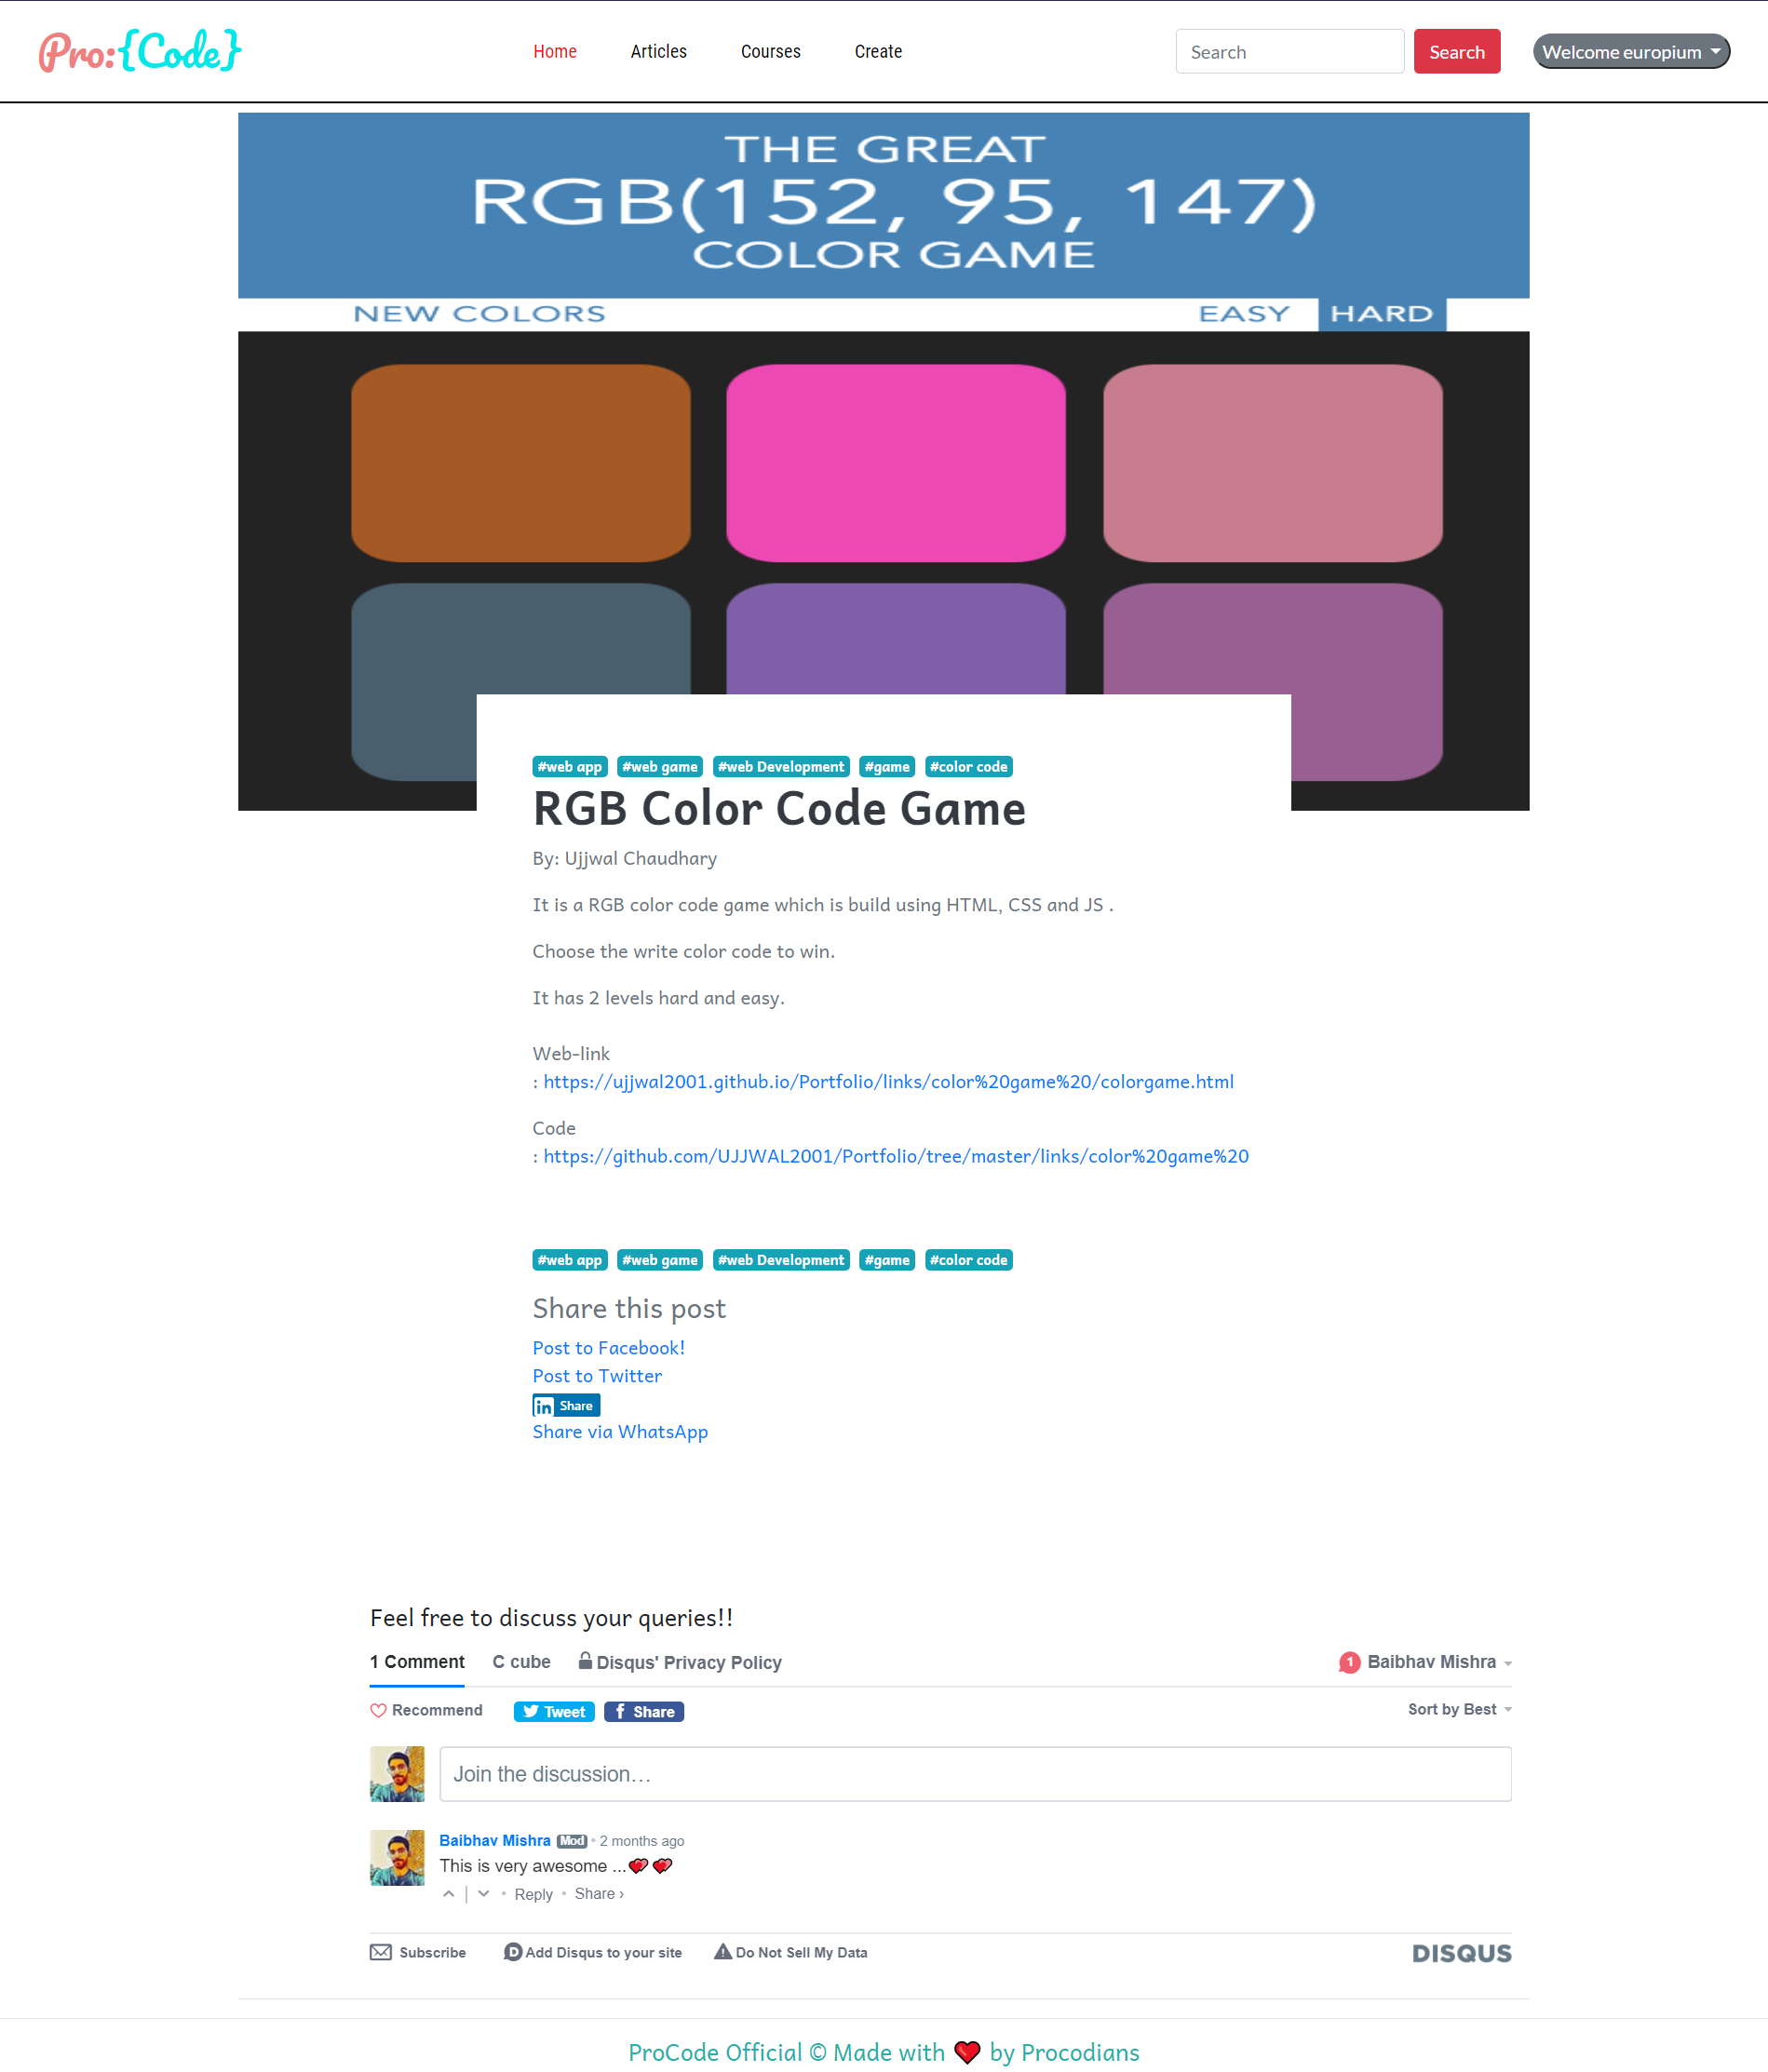 Pro:{Code}
Home Articles Courses Create Search Search Welcome europium
THE GREAT
RGB(152, 95, 147)
COLOR GAME
NEW COLORS EASY HARD
#web app #web game #web Development #game #color code
RGB Color Code Game
By: Ujjwal Chaudhary
It is a RGB color code game which is build using HTML, CSS and JS .
Choose the write color code to win.
It has 2 levels hard and easy.
Web-link
: https://ujjwal2001.github.io/Portfolio/links/color%20game%20/colorgame.html
Code
: https://github.com/UJJWAL2001/Portfolio/tree/master/links/color%20game%20
#web app #web game #web Development #game #color code
Share this post
Post to Facebook!
Post to Twitter
in Share
Share via WhatsApp
Feel free to discuss your queries!!
1 Comment C cube Disqus' Privacy Policy 1 Baibhav Mishra
Recommend Tweet f Share Sort by Best
Join the discussion...
Baibhav Mishra Mod • 2 months ago
This is very awesome ...💕💕
• Reply • Share ›
Subscribe D Add Disqus to your site Do Not Sell My Data DISQUS
ProCode Official © Made with ❤ by Procodians